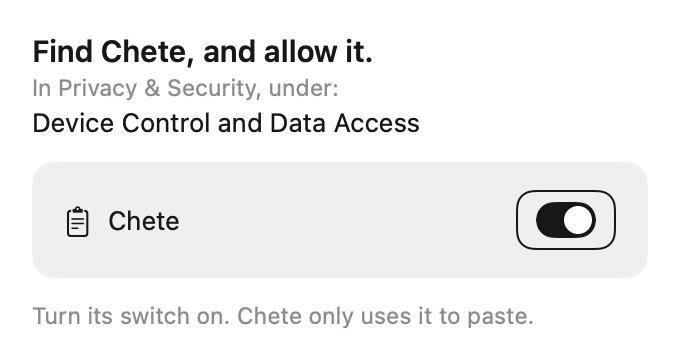 Find Chete, and allow it.
In Privacy & Security, under:
Device Control and Data Access
Chete
Turn its switch on. Chete only uses it to paste.